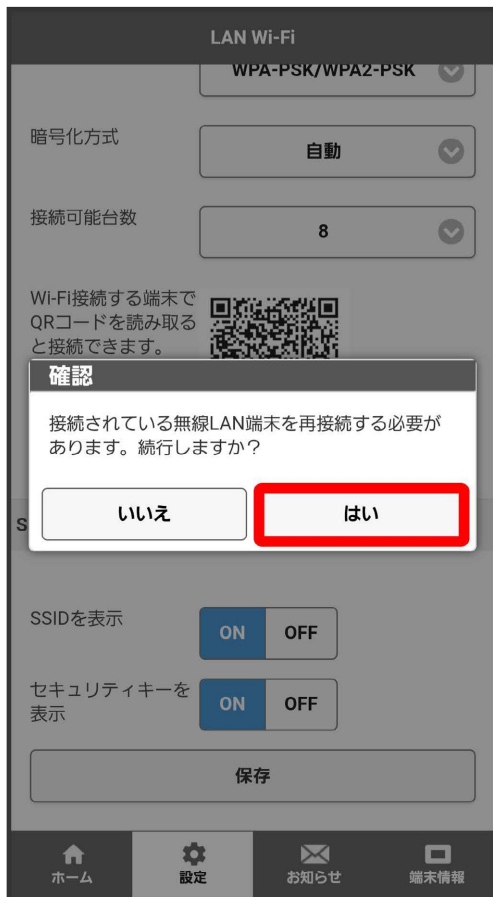 LAN Wi-Fi
WPA-PSK/WPA2-PSK
暗号化方式
自動
接続可能台数
8
Wi-Fi接続する端末で
QRコードを読み取る
と接続できます。
確認
接続されている無線LAN端末を再接続する必要が
あります。続行しますか?
いいえ
はい
S
SSIDを表示
ON OFF
セキュリティキーを
表示
ON OFF
保存
ホーム 設定 お知らせ 端末情報